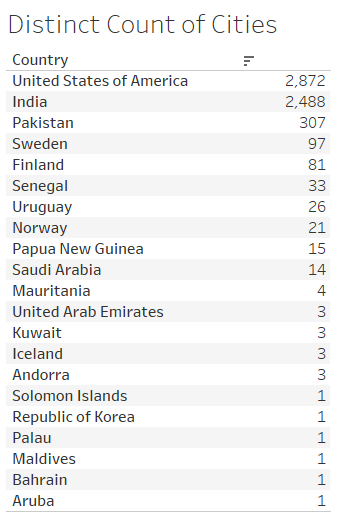 Distinct Count of Cities
Country
United States of America 2,872
India 2,488
Pakistan 307
Sweden 97
Finland 81
Senegal 33
Uruguay 26
Norway 21
Papua New Guinea 15
Saudi Arabia 14
Mauritania 4
United Arab Emirates 3
Kuwait 3
Iceland 3
Andorra 3
Solomon Islands 1
Republic of Korea 1
Palau 1
Maldives 1
Bahrain 1
Aruba 1